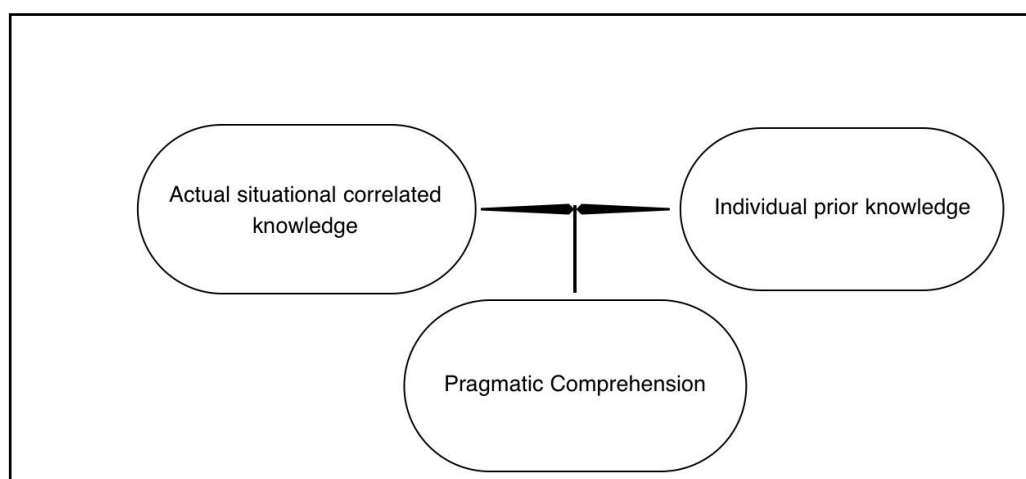 Actual situational correlated
knowledge
Individual prior knowledge
Pragmatic Comprehension